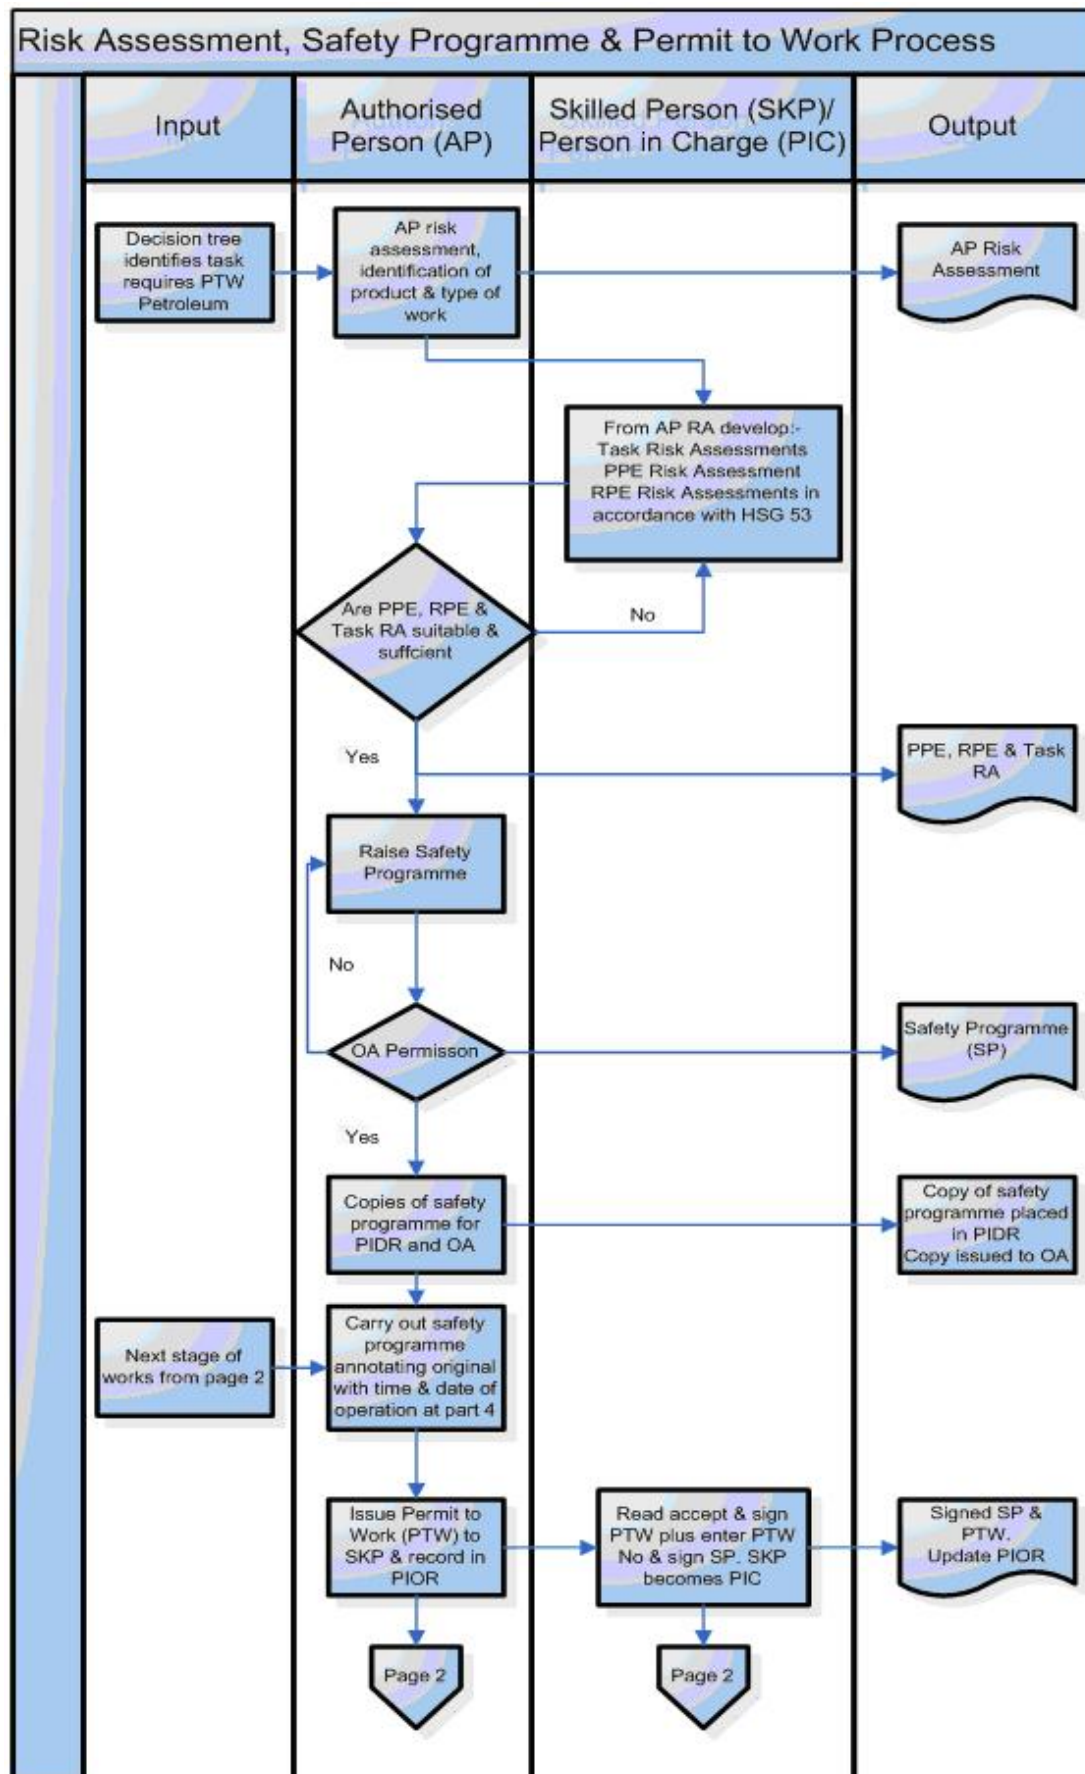 Risk Assessment, Safety Programme & Permit to Work Process
Input
Authorised
Person (AP)
Skilled Person (SKP)/
Person in Charge (PIC)
Output
Decision tree
identifies task
requires PTW
Petroleum
AP risk
assessment,
identification of
product & type of
work
AP Risk
Assessment
From AP RA develop:-
Task Risk Assessments
PPE Risk Assessment
RPE Risk Assessments in
accordance with HSG 53
Are PPE, RPE &
Task RA suitable &
suffcient
No
Yes
PPE, RPE & Task
RA
Raise Safety
Programme
No
OA Permisson
Safety Programme
(SP)
Yes
Copies of safety
programme for
PIDR and OA
Copy of safety
programme placed
in PIDR
Copy issued to OA
Next stage of
works from page 2
Carry out safety
programme
annotating original
with time & date of
operation at part 4
Issue Permit to
Work (PTW) to
SKP & record in
PIOR
Read accept & sign
PTW plus enter PTW
No & sign SP. SKP
becomes PIC
Signed SP &
PTW.
Update PIOR
Page 2
Page 2